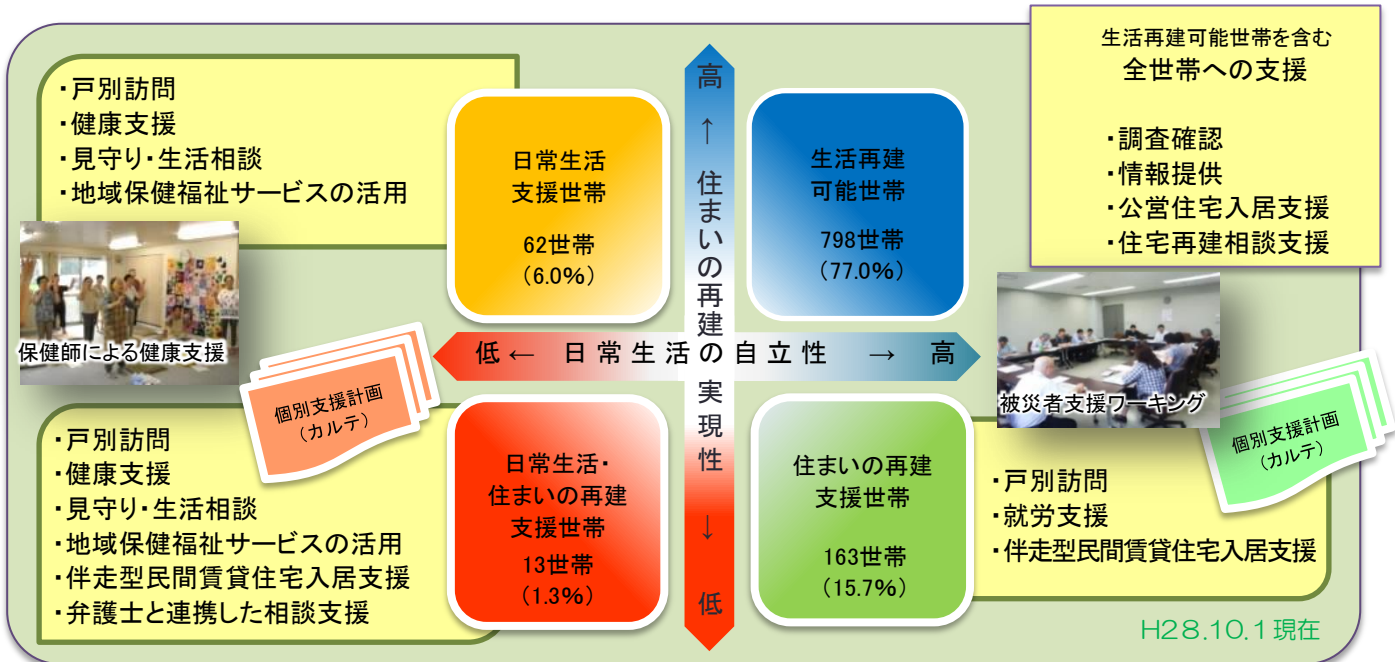 ・戸別訪問
・健康支援
・見守り・生活相談
・地域保健福祉サービスの活用
保健師による健康支援
日常生活
支援世帯
62世帯
(6.0%)
高 ↑ 住まいの再建の実現性 ↓ 低
生活再建
可能世帯
798世帯
(77.0%)
生活再建可能世帯を含む
全世帯への支援
・調査確認
・情報提供
・公営住宅入居支援
・住宅再建相談支援
被災者支援ワーキング
低 ← 日常生活の自立性 → 高
個別支援計画
(カルテ)
・戸別訪問
・健康支援
・見守り・生活相談
・地域保健福祉サービスの活用
・伴走型民間賃貸住宅入居支援
・弁護士と連携した相談支援
日常生活・
住まいの再建
支援世帯
13世帯
(1.3%)
住まいの再建
支援世帯
163世帯
(15.7%)
個別支援計画
(カルテ)
・戸別訪問
・就労支援
・伴走型民間賃貸住宅入居支援
H28.10.1現在